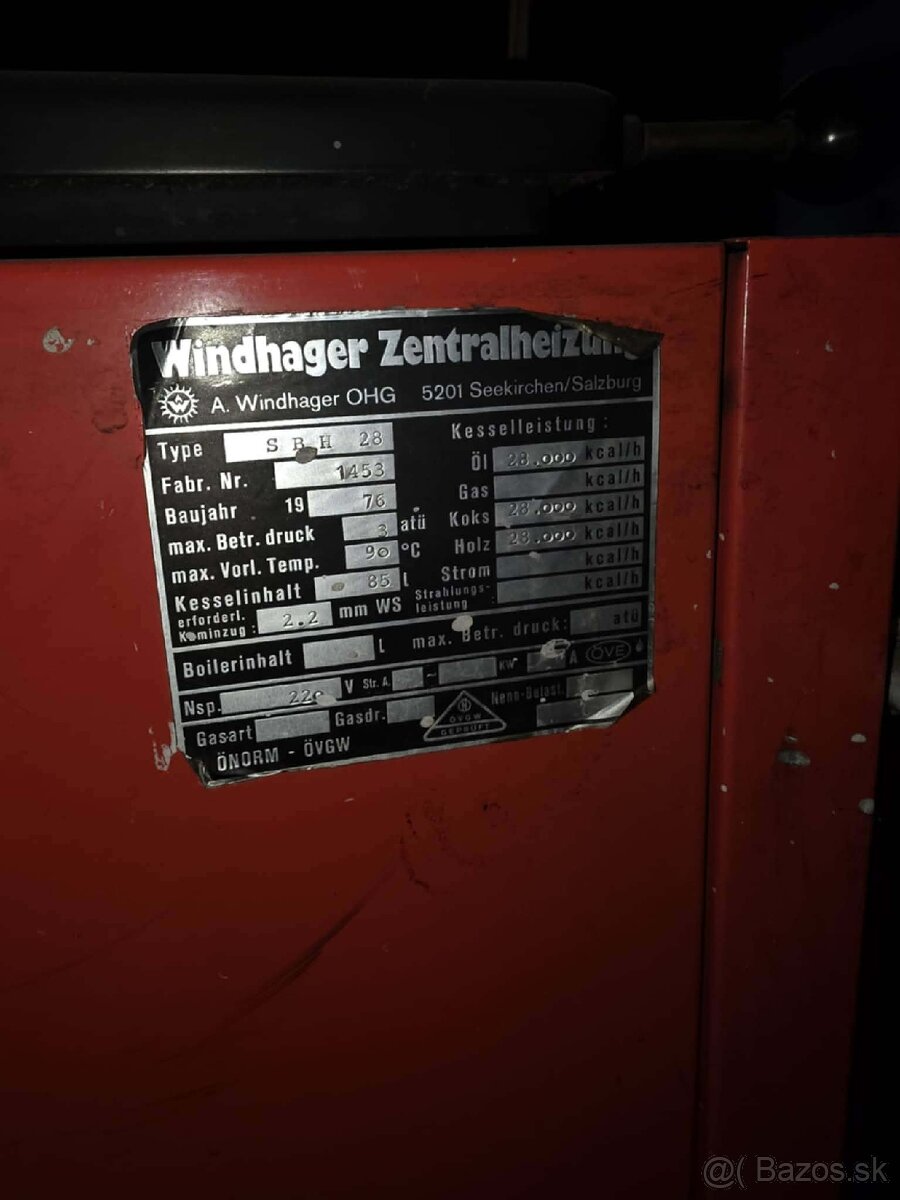 Windhager Zentralheizung
A. Windhager OHG 5201 Seekirchen/Salzburg
Type SBH 28
Fabr. Nr. 1453
Baujahr 19 76
max. Betr. druck 3 atü
max. Vorl. Temp. 90 °C
Kesselinhalt 85 L
erforderl.
Kaminzug: 2.2 mm WS
Kesselleistung:
Öl 28.000 kcal/h
Gas kcal/h
Koks 28.000 kcal/h
Holz 28.000 kcal/h
Strom kcal/h
Strahlungs-
leistung kcal/h
Boilerinhalt L max. Betr. druck: atü
Nsp. 220 V Str. A. ~ KW A ÖVE
Gasart Gasdr. ÖVGW GEPRÜFT Nenn-Belast.
ÖNORM - ÖVGW
@( Bazos.sk